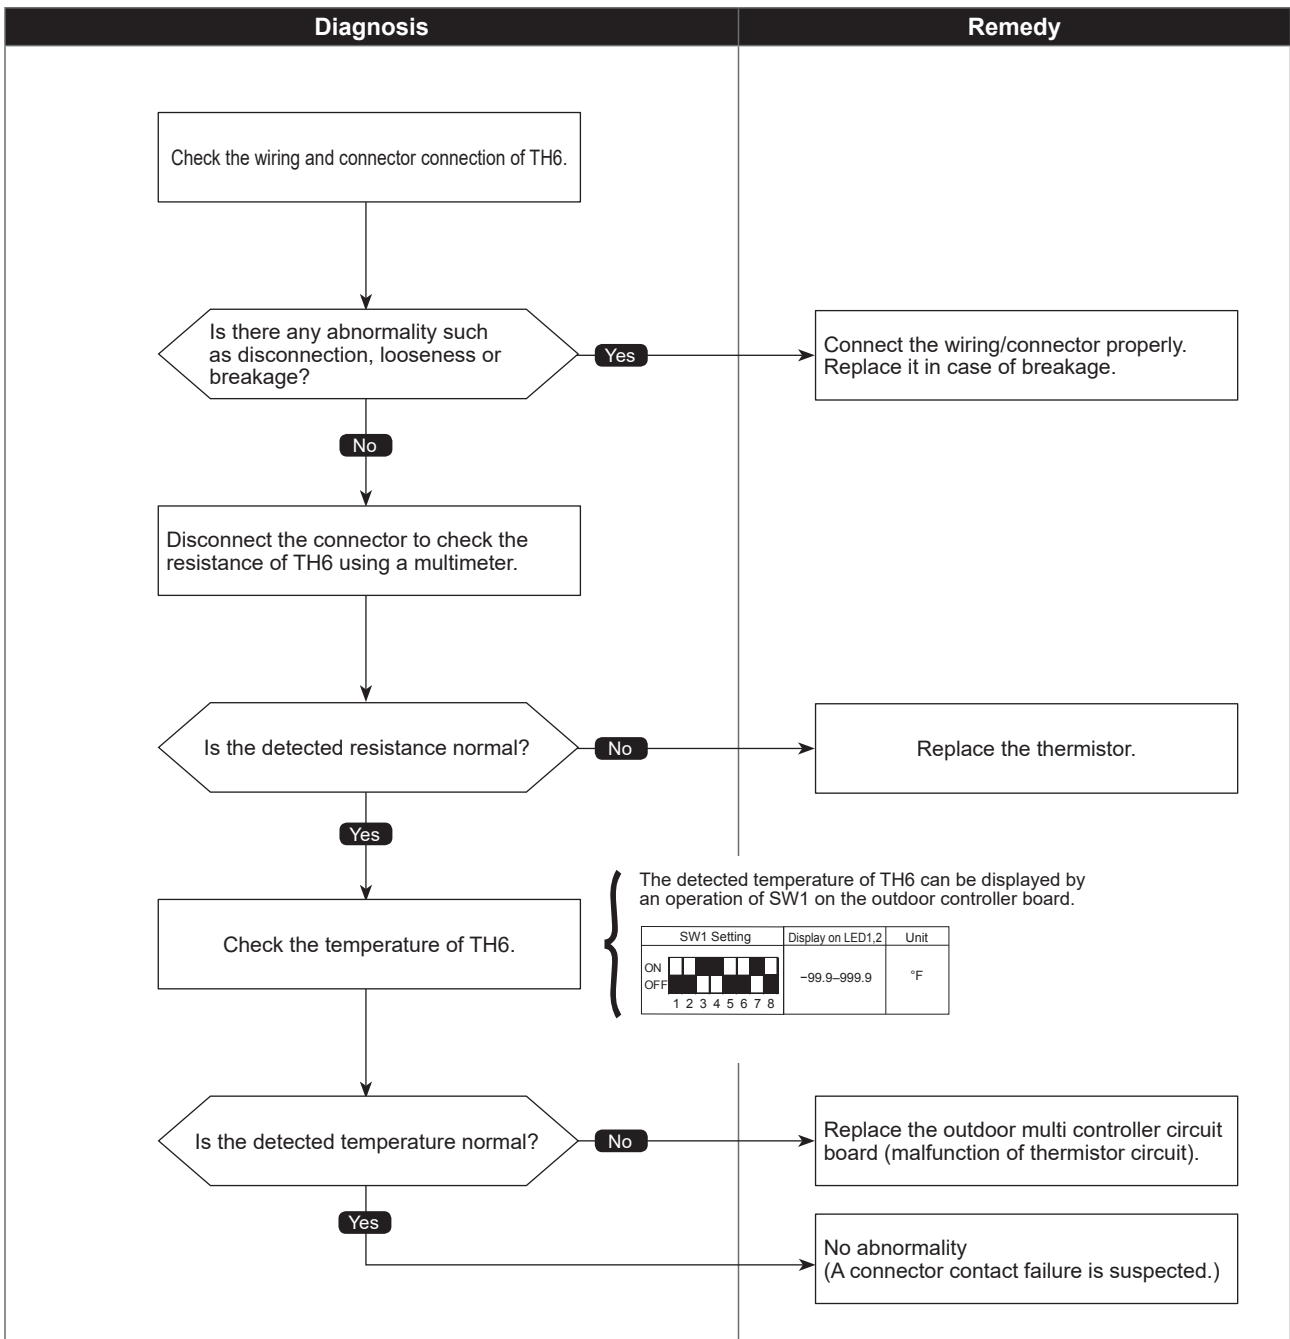 Diagnosis
Remedy
Check the wiring and connector connection of TH6.
Is there any abnormality such
as disconnection, looseness or
breakage?
Yes
Connect the wiring/connector properly.
Replace it in case of breakage.
No
Disconnect the connector to check the
resistance of TH6 using a multimeter.
Is the detected resistance normal?
No
Replace the thermistor.
Yes
The detected temperature of TH6 can be displayed by
an operation of SW1 on the outdoor controller board.
Check the temperature of TH6.
SW1 Setting
Display on LED1,2
Unit
ON
OFF
1 2 3 4 5 6 7 8
−99.9–999.9
°F
Is the detected temperature normal?
No
Replace the outdoor multi controller circuit
board (malfunction of thermistor circuit).
Yes
No abnormality
(A connector contact failure is suspected.)